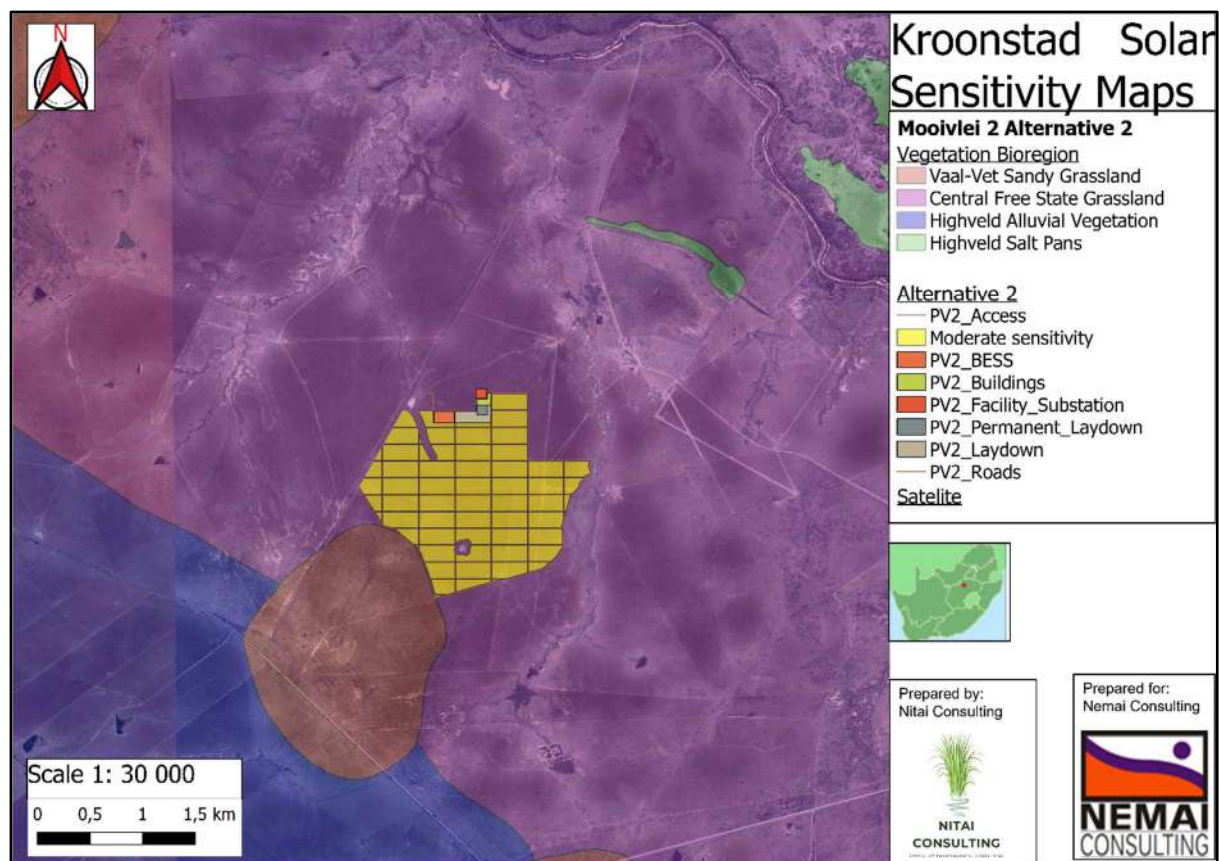 N
Kroonstad Solar
Sensitivity Maps
Mooivlei 2 Alternative 2
Vegetation Bioregion
Vaal-Vet Sandy Grassland
Central Free State Grassland
Highveld Alluvial Vegetation
Highveld Salt Pans
Alternative 2
PV2_Access
Moderate sensitivity
PV2_BESS
PV2_Buildings
PV2_Facility_Substation
PV2_Permanent_Laydown
PV2_Laydown
PV2_Roads
Satelite
Scale 1: 30 000
0 0,5 1 1,5 km
Prepared by:
Nitai Consulting
NITAI
CONSULTING
Prepared for:
Nemai Consulting
NEMAI
CONSULTING